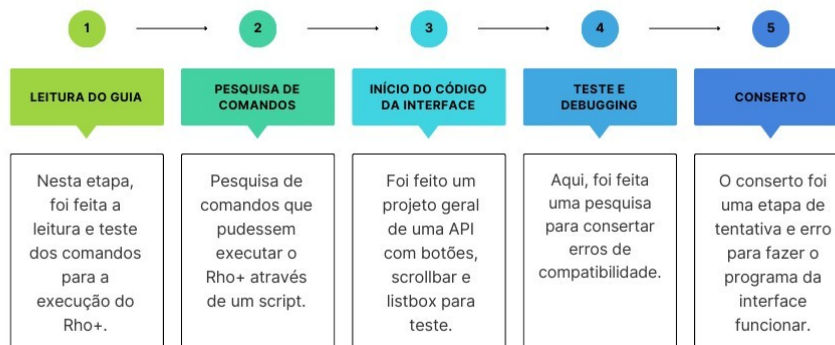 1
2
3
4
5
LEITURA DO GUIA
PESQUISA DE
COMANDOS
INÍCIO DO CÓDIGO
DA INTERFACE
TESTE E
DEBUGGING
CONSERTO
Nesta etapa,
foi feita a
leitura e teste
dos comandos
para a
execução do
Rho+.
Pesquisa de
comandos que
pudessem
executar o
Rho+ através
de um script.
Foi feito um
projeto geral
de uma API
com botões,
scrollbar e
listbox para
teste.
Aqui, foi feita
uma pesquisa
para consertar
erros de
compatibilidade.
O conserto foi
uma etapa de
tentativa e erro
para fazer o
programa da
interface
funcionar.